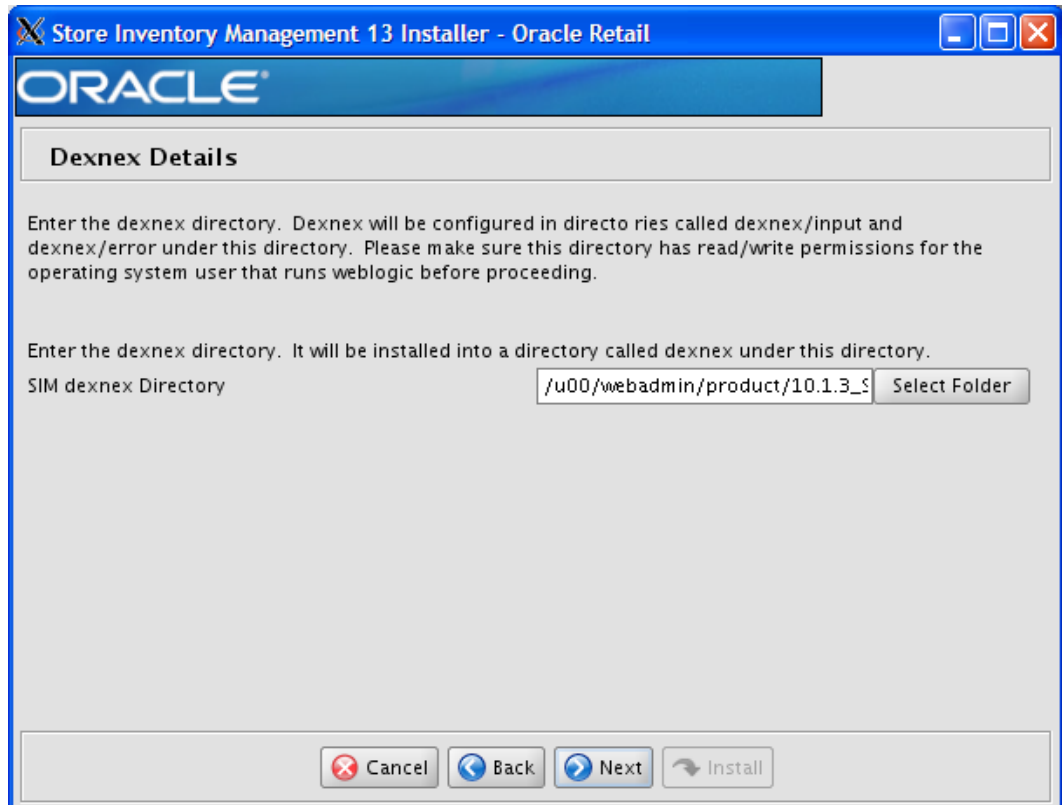 Store Inventory Management 13 Installer - Oracle Retail
ORACLE®
Dexnex Details
Enter the dexnex directory. Dexnex will be configured in directo ries called dexnex/input and
dexnex/error under this directory. Please make sure this directory has read/write permissions for the
operating system user that runs weblogic before proceeding.
Enter the dexnex directory. It will be installed into a directory called dexnex under this directory.
SIM dexnex Directory /u00/webadmin/product/10.1.3_S Select Folder
Cancel Back Next Install